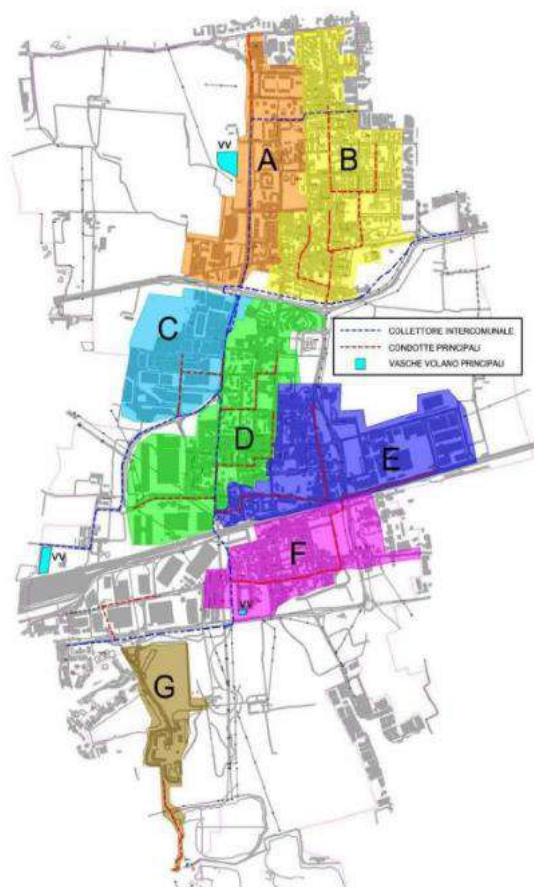 VV
A
B
C
COLLETTORE INTERCOMUNALE
CONDOTTE PRINCIPALI
VASCHE VOLANO PRINCIPALI
D
E
VV
F
VV
G